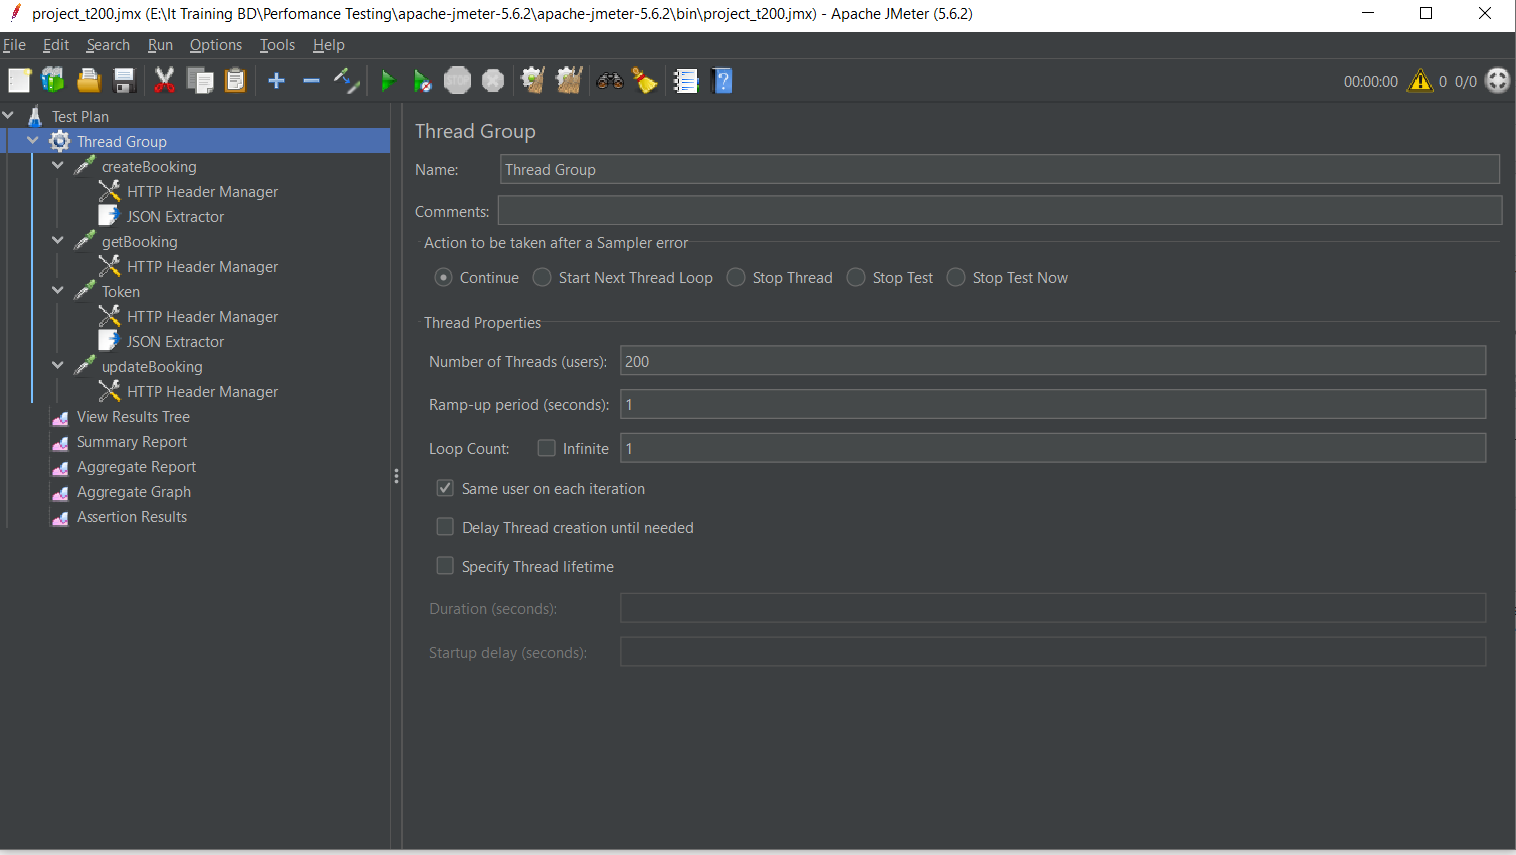 project_t200.jmx (E:\It Training BD\Perfomance Testing\apache-jmeter-5.6.2\apache-jmeter-5.6.2\bin\project_t200.jmx) - Apache JMeter (5.6.2)
File Edit Search Run Options Tools Help
STOP
00:00:00 0 0/0
Test Plan
Thread Group
createBooking
HTTP Header Manager
JSON Extractor
getBooking
HTTP Header Manager
Token
HTTP Header Manager
JSON Extractor
updateBooking
HTTP Header Manager
View Results Tree
Summary Report
Aggregate Report
Aggregate Graph
Assertion Results
Thread Group
Name: Thread Group
Comments:
Action to be taken after a Sampler error
Continue Start Next Thread Loop Stop Thread Stop Test Stop Test Now
Thread Properties
Number of Threads (users): 200
Ramp-up period (seconds): 1
Loop Count: Infinite 1
Same user on each iteration
Delay Thread creation until needed
Specify Thread lifetime
Duration (seconds):
Startup delay (seconds):